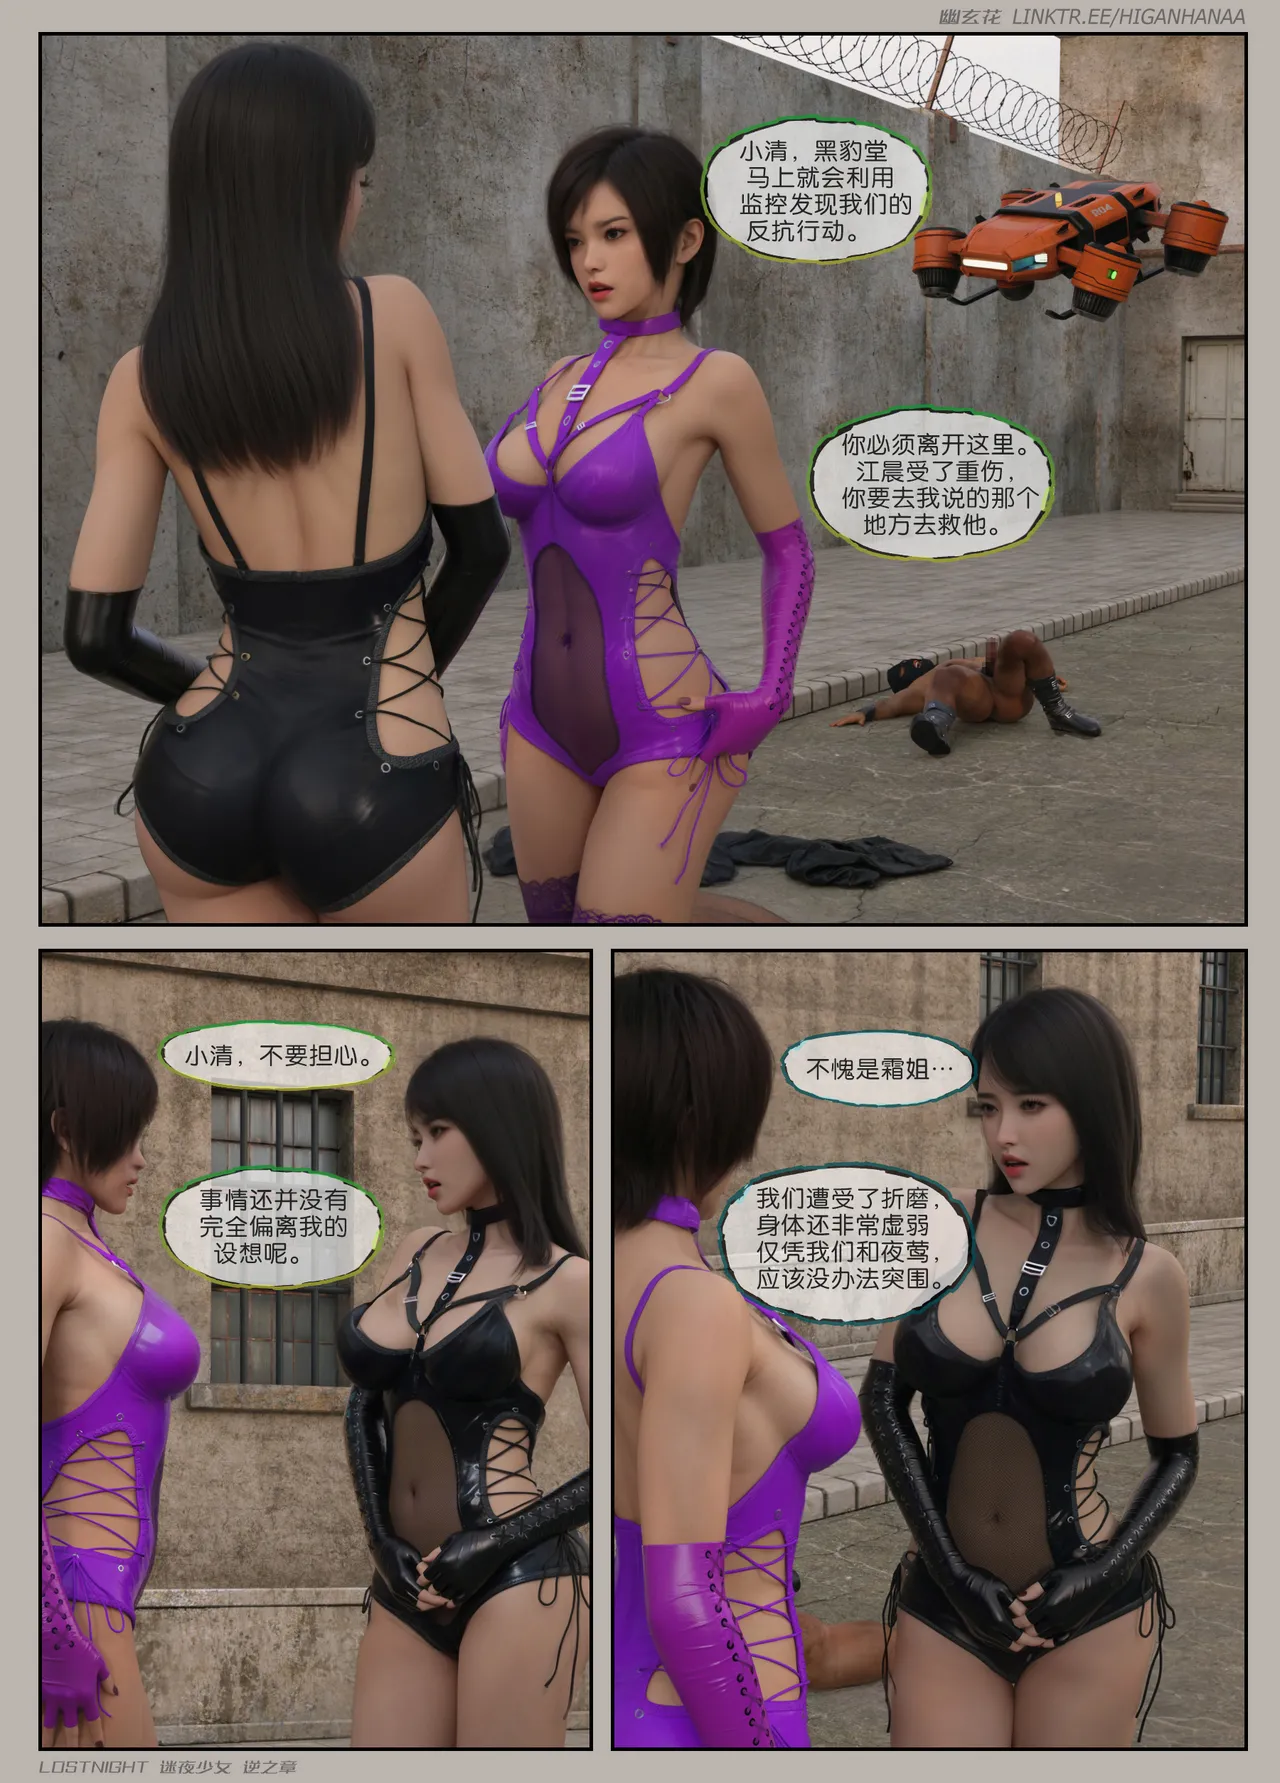 幽玄花 LINKTR.EE/HIGANHANAA
小清，黑豹堂
马上就会利用
监控发现我们的
反抗行动。
R04
你必须离开这里。
江晨受了重伤，
你要去我说的那个
地方去救他。
小清，不要担心。
事情还并没有
完全偏离我的
设想呢。
不愧是霜姐…
我们遭受了折磨，
身体还非常虚弱
仅凭我们和夜莺，
应该没办法突围。
LOSTNIGHT 迷夜少女 逆之章